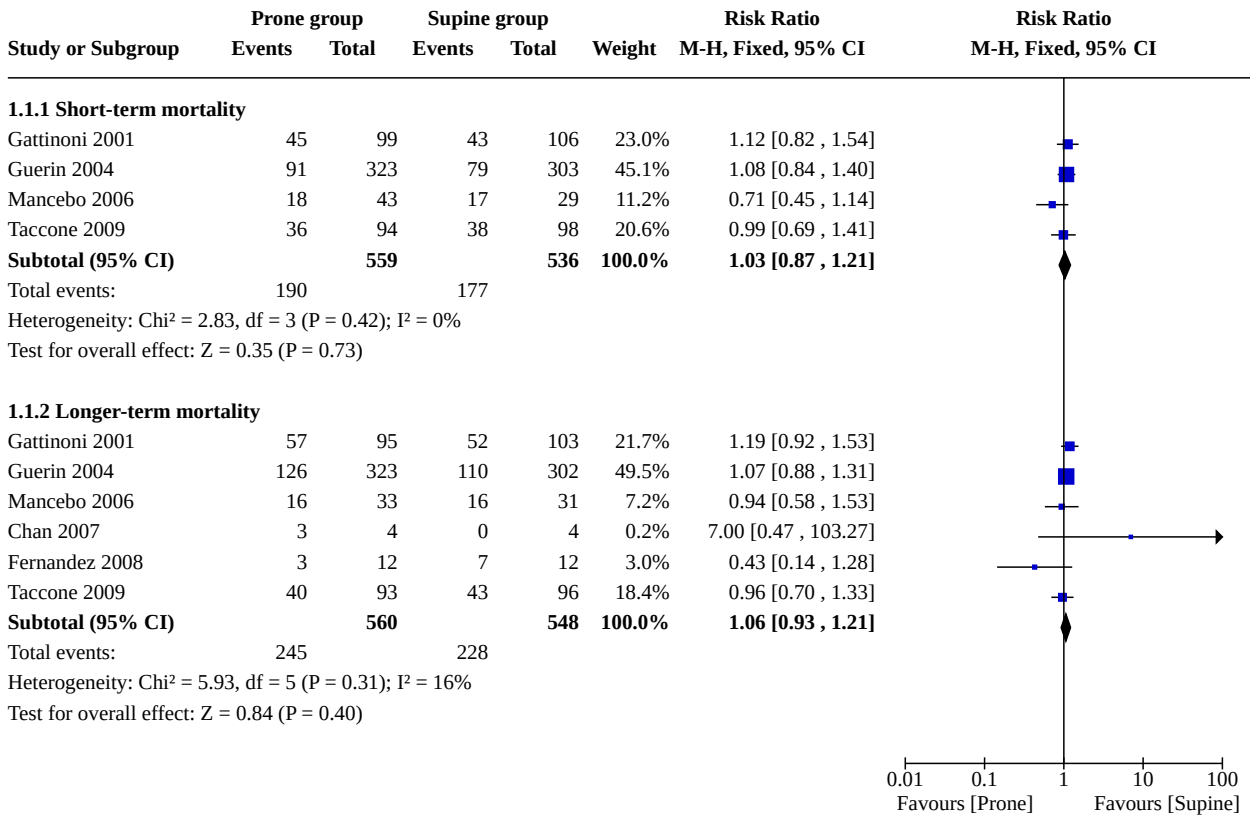 Prone group Supine group Risk Ratio Risk Ratio
Study or Subgroup Events Total Events Total Weight M-H, Fixed, 95% CI M-H, Fixed, 95% CI
1.1.1 Short-term mortality
Gattinoni 2001 45 99 43 106 23.0% 1.12 [0.82 , 1.54]
Guerin 2004 91 323 79 303 45.1% 1.08 [0.84 , 1.40]
Mancebo 2006 18 43 17 29 11.2% 0.71 [0.45 , 1.14]
Taccone 2009 36 94 38 98 20.6% 0.99 [0.69 , 1.41]
Subtotal (95% CI) 559 536 100.0% 1.03 [0.87 , 1.21]
Total events: 190 177
Heterogeneity: Chi² = 2.83, df = 3 (P = 0.42); I² = 0%
Test for overall effect: Z = 0.35 (P = 0.73)
1.1.2 Longer-term mortality
Gattinoni 2001 57 95 52 103 21.7% 1.19 [0.92 , 1.53]
Guerin 2004 126 323 110 302 49.5% 1.07 [0.88 , 1.31]
Mancebo 2006 16 33 16 31 7.2% 0.94 [0.58 , 1.53]
Chan 2007 3 4 0 4 0.2% 7.00 [0.47 , 103.27]
Fernandez 2008 3 12 7 12 3.0% 0.43 [0.14 , 1.28]
Taccone 2009 40 93 43 96 18.4% 0.96 [0.70 , 1.33]
Subtotal (95% CI) 560 548 100.0% 1.06 [0.93 , 1.21]
Total events: 245 228
Heterogeneity: Chi² = 5.93, df = 5 (P = 0.31); I² = 16%
Test for overall effect: Z = 0.84 (P = 0.40)
0.01 0.1 1 10 100
Favours [Prone] Favours [Supine]